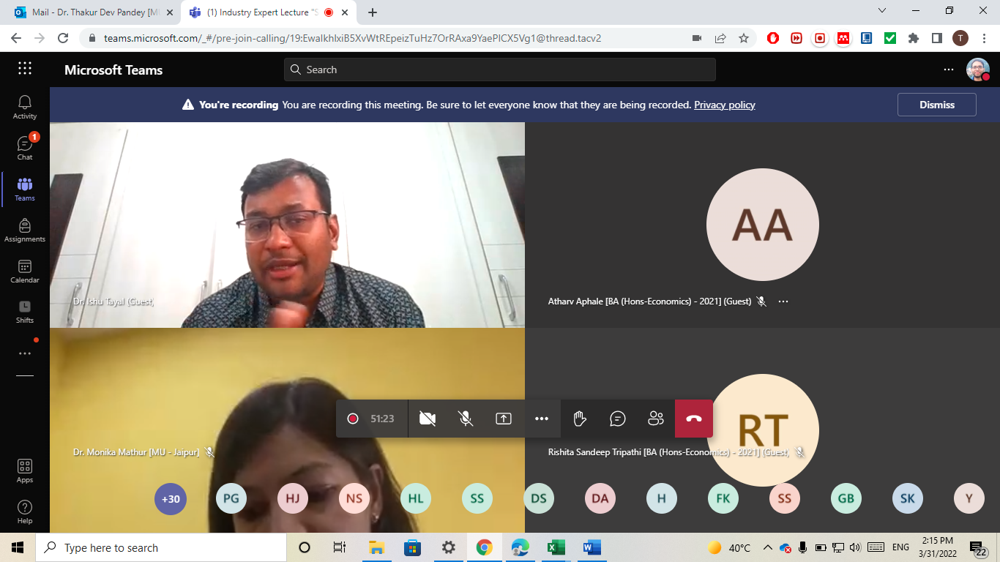 Mail - Dr. Thakur Dev Pandey [M
(1) Industry Expert Lecture "S
teams.microsoft.com/_#/pre-join-calling/19:EwaIkhIxiB5XvWtREpeizTuHz7OrRAxa9YaePlCX5Vg1@thread.tacv2
T
Microsoft Teams
Search
You're recording You are recording this meeting. Be sure to let everyone know that they are being recorded. Privacy policy
Dismiss
Activity
1
Chat
Teams
Assignments
Calendar
Shifts
Apps
Help
AA
Dr. Ishu Tayal (Guest)
Atharv Aphale [BA (Hons-Economics) - 2021] (Guest)
51:23
RT
Dr. Monika Mathur [MU - Jaipur]
Rishita Sandeep Tripathi [BA (Hons-Economics) - 2021] (Guest)
+30 PG HJ NS HL SS DS DA H FK SS GB SK Y
Type here to search
40°C
ENG
2:15 PM
3/31/2022
22